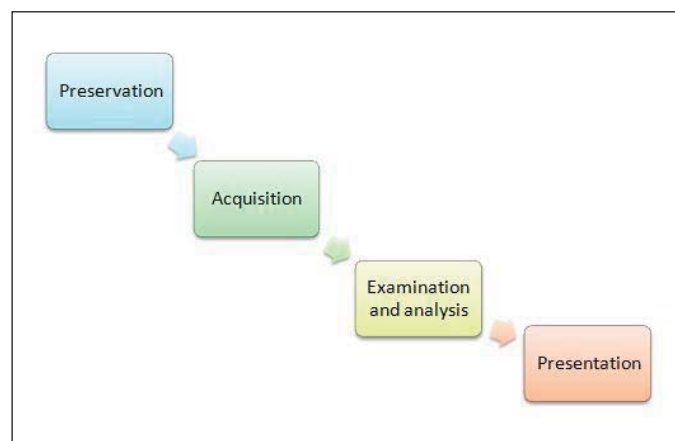 Preservation
Acquisition
Examination
and analysis
Presentation